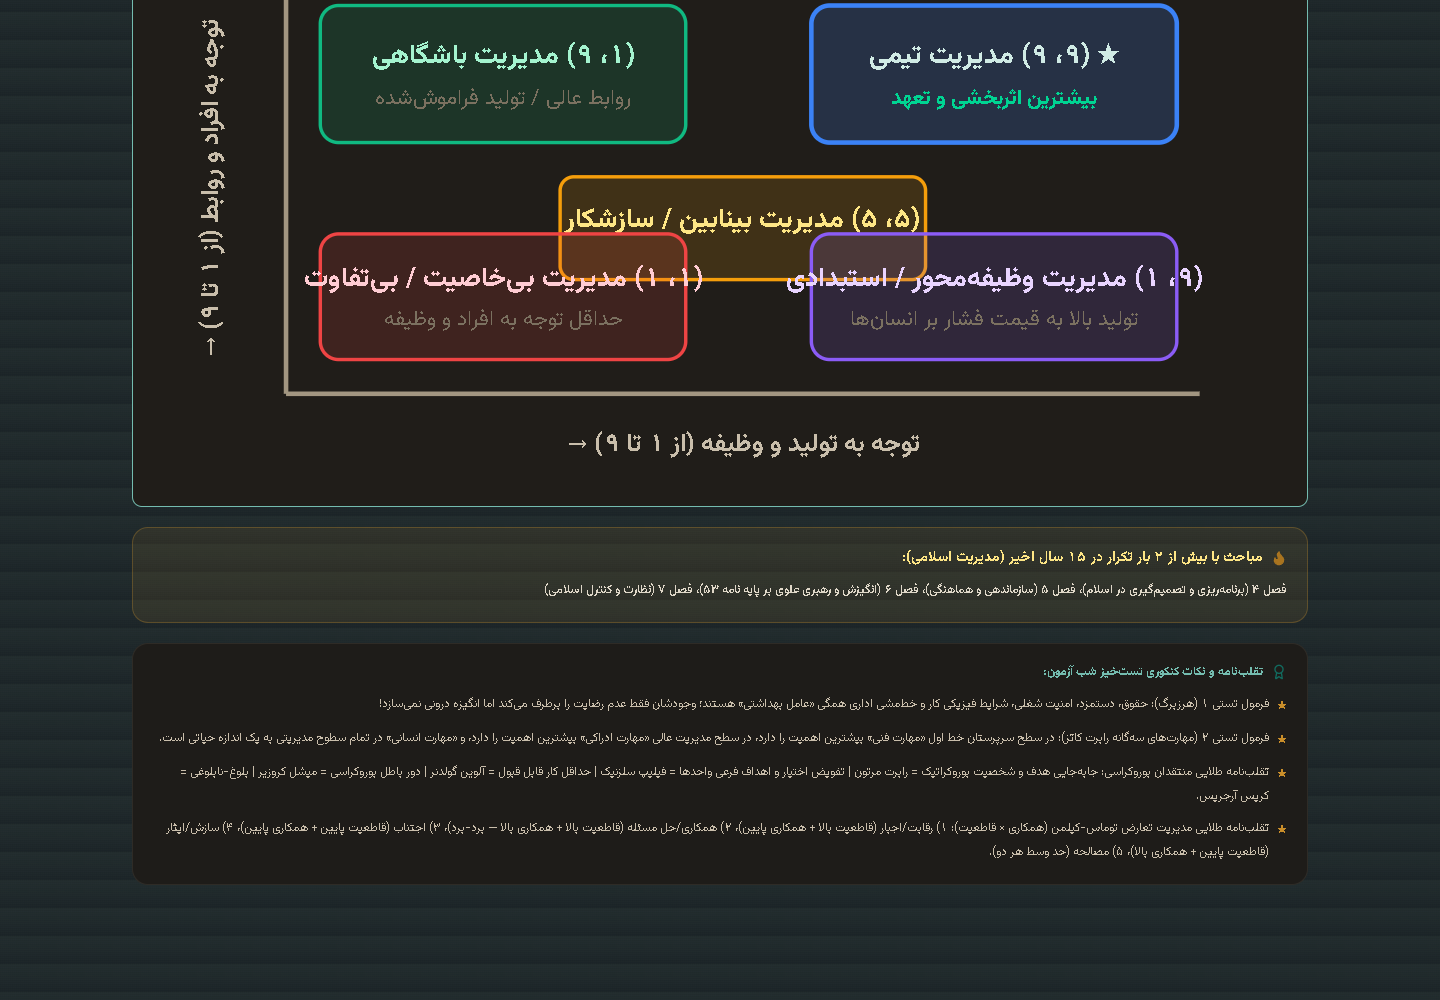 ★ (۹، ۹) مدیریت تیمی
بیشترین اثربخشی و تعهد
(۱، ۹) مدیریت باشگاهی
روابط عالی / تولید فراموش‌شده
(۵، ۵) مدیریت بینابین / سازشکار
(۹، ۱) مدیریت وظیفه‌محور / استبدادی
تولید بالا به قیمت فشار بر انسان‌ها
(۱، ۱) مدیریت بی‌خاصیت / بی‌تفاوت
حداقل توجه به افراد و وظیفه
توجه به افراد و روابط (از ۱ تا ۹) →
توجه به تولید و وظیفه (از ۱ تا ۹) →
مباحث با بیش از ۲ بار تکرار در ۱۵ سال اخیر (مدیریت اسلامی):
فصل ۴ (برنامه‌ریزی و تصمیم‌گیری در اسلام)، فصل ۵ (سازماندهی و هماهنگی)، فصل ۶ (انگیزش و رهبری علوی بر پایه نامه ۵۳)، فصل ۷ (نظارت و کنترل اسلامی)
تقلب‌نامه و نکات کنکوری تست‌خیز شب آزمون:
★ فرمول تستی ۱ (هرزبرگ): حقوق، دستمزد، امنیت شغلی، شرایط فیزیکی کار و خط‌مشی اداری همگی «عامل بهداشتی» هستند؛ وجودشان فقط عدم رضایت را برطرف می‌کند اما انگیزه درونی نمی‌سازد!
★ فرمول تستی ۲ (مهارت‌های سه‌گانه رابرت کاتز): در سطح سرپرستان خط اول «مهارت فنی» بیشترین اهمیت را دارد، در سطح مدیریت عالی «مهارت ادراکی» بیشترین اهمیت را دارد، و «مهارت انسانی» در تمام سطوح مدیریتی به یک اندازه حیاتی است.
★ تقلب‌نامه طلایی منتقدان بوروکراسی: جابه‌جایی هدف و شخصیت بوروکراتیک = رابرت مرتون | تفویض اختیار و اهداف فرعی واحدها = فیلیپ سلزنیک | حداقل کار قابل قبول = آلوین گولدنر | دور باطل بوروکراسی = میشل کروزیر | بلوغ-نابلوغی =
کریس آرجریس.
★ تقلب‌نامه طلایی مدیریت تعارض توماس-کیلمن (همکاری × قاطعیت): ۱) رقابت/اجبار (قاطعیت بالا + همکاری پایین)، ۲) همکاری/حل مسئله (قاطعیت بالا + همکاری بالا — برد-برد)، ۳) اجتناب (قاطعیت پایین + همکاری پایین)، ۴) سازش/ایثار
(قاطعیت پایین + همکاری بالا)، ۵) مصالحه (حد وسط هر دو).